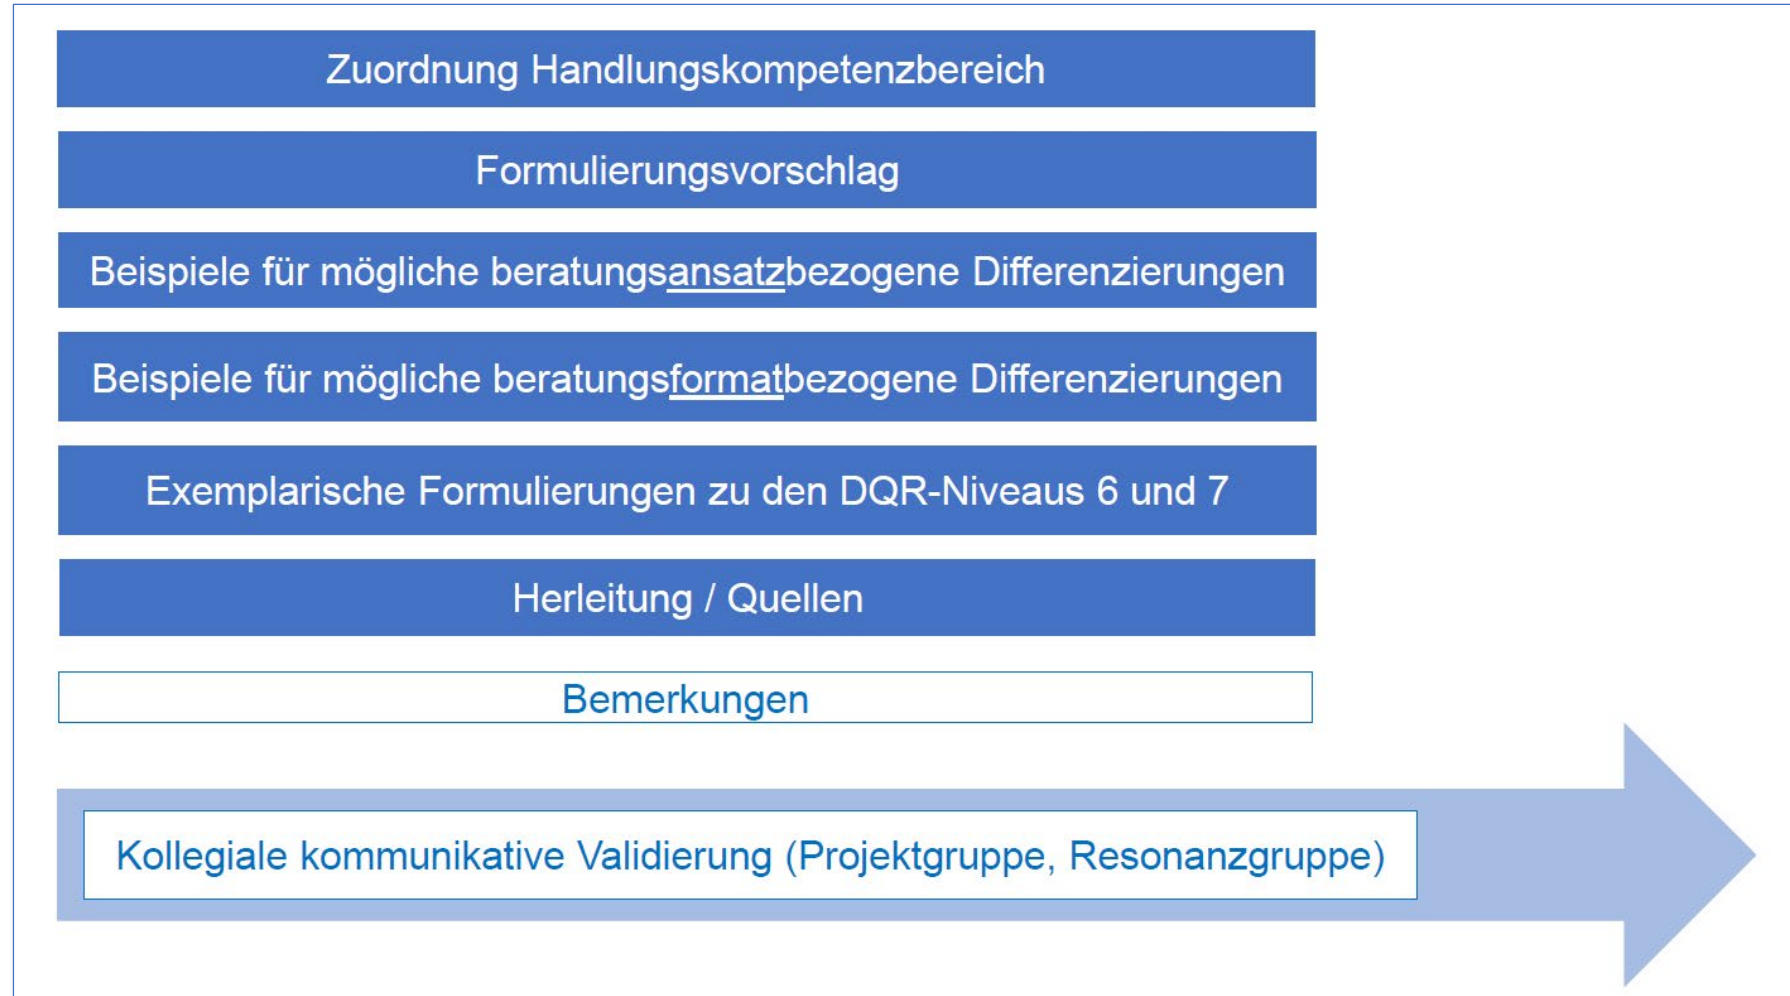 Zuordnung Handlungskompetenzbereich
Formulierungsvorschlag
Beispiele für mögliche beratungsansatzbezogene Differenzierungen
Beispiele für mögliche beratungsformatbezogene Differenzierungen
Exemplarische Formulierungen zu den DQR-Niveaus 6 und 7
Herleitung / Quellen
Bemerkungen
Kollegiale kommunikative Validierung (Projektgruppe, Resonanzgruppe)